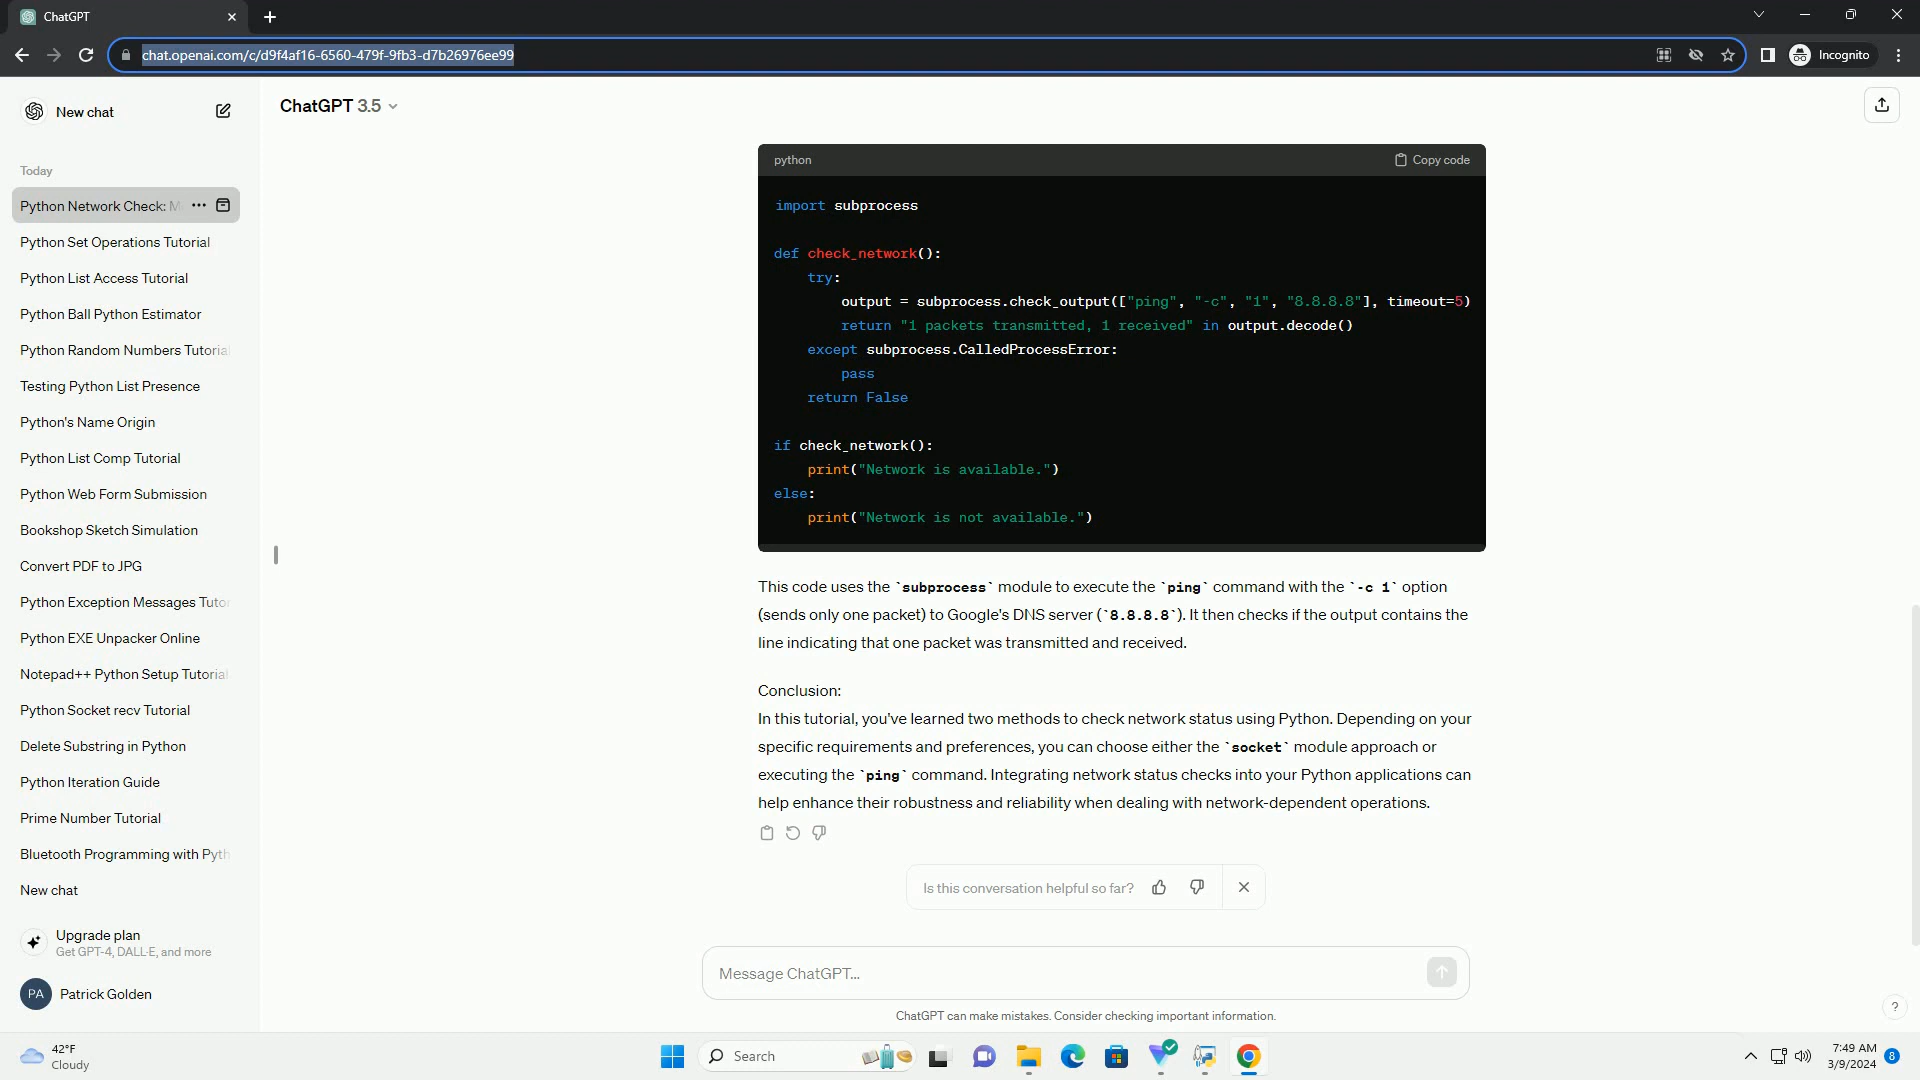 ChatGPT
chat.openai.com/c/d9f4af16-6560-479f-9fb3-d7b26976ee99
Incognito
New chat
ChatGPT 3.5
Today
Python Network Check: M
Python Set Operations Tutorial
Python List Access Tutorial
Python Ball Python Estimator
Python Random Numbers Tutoria
Testing Python List Presence
Python's Name Origin
Python List Comp Tutorial
Python Web Form Submission
Bookshop Sketch Simulation
Convert PDF to JPG
Python Exception Messages Tutor
Python EXE Unpacker Online
Notepad++ Python Setup Tutorial
Python Socket recv Tutorial
Delete Substring in Python
Python Iteration Guide
Prime Number Tutorial
Bluetooth Programming with Pyth
New chat
Upgrade plan
Get GPT-4, DALL·E, and more
PA Patrick Golden
python
Copy code
import subprocess
def check_network():
try:
output = subprocess.check_output(["ping", "-c", "1", "8.8.8.8"], timeout=5)
return "1 packets transmitted, 1 received" in output.decode()
except subprocess.CalledProcessError:
pass
return False
if check_network():
print("Network is available.")
else:
print("Network is not available.")
This code uses the `subprocess` module to execute the `ping` command with the `-c 1` option
(sends only one packet) to Google's DNS server (`8.8.8.8`). It then checks if the output contains the
line indicating that one packet was transmitted and received.
Conclusion:
In this tutorial, you've learned two methods to check network status using Python. Depending on your
specific requirements and preferences, you can choose either the `socket` module approach or
executing the `ping` command. Integrating network status checks into your Python applications can
help enhance their robustness and reliability when dealing with network-dependent operations.
Is this conversation helpful so far?
Message ChatGPT...
ChatGPT can make mistakes. Consider checking important information.
?
42°F
Cloudy
Search
7:49 AM
3/9/2024
8